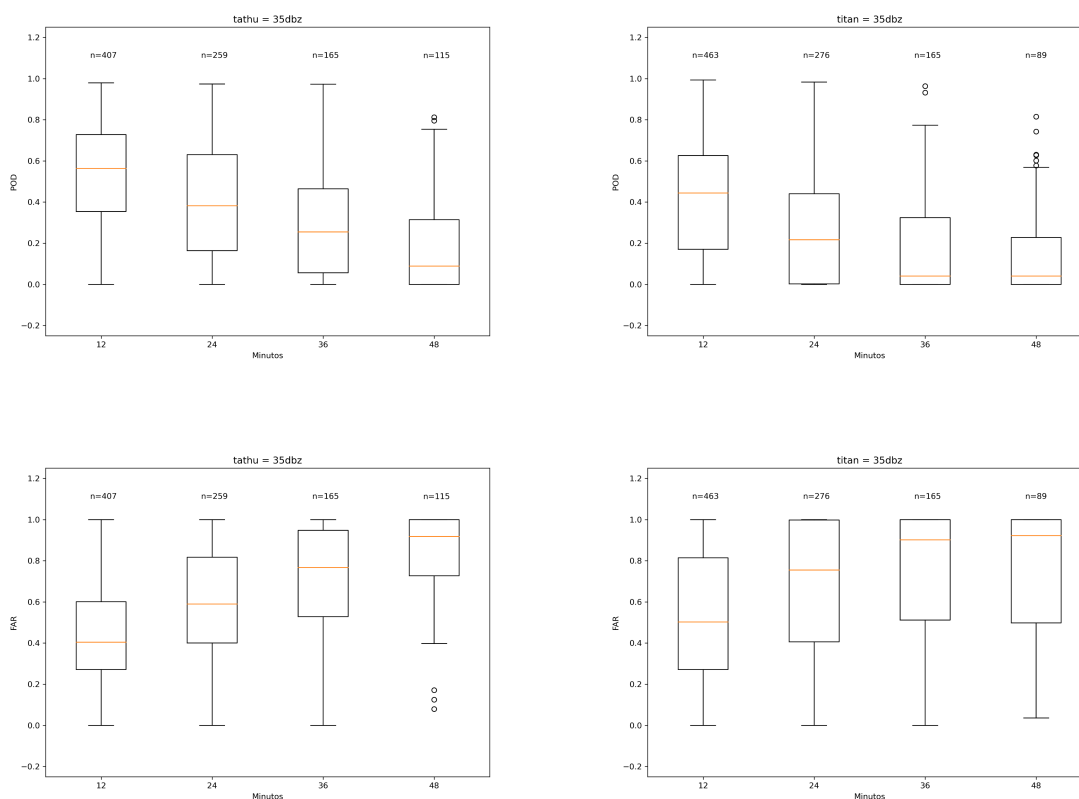 tathu = 35dbz
1.2
n=407 n=259 n=165 n=115
1.0
0.8
0.6
POD
0.4
0.2
0.0
−0.2
12 24 36 48
Minutos
titan = 35dbz
1.2
n=463 n=276 n=165 n=89
1.0
0.8
0.6
POD
0.4
0.2
0.0
−0.2
12 24 36 48
Minutos
tathu = 35dbz
1.2
n=407 n=259 n=165 n=115
1.0
0.8
0.6
FAR
0.4
0.2
0.0
−0.2
12 24 36 48
Minutos
titan = 35dbz
1.2
n=463 n=276 n=165 n=89
1.0
0.8
0.6
FAR
0.4
0.2
0.0
−0.2
12 24 36 48
Minutos